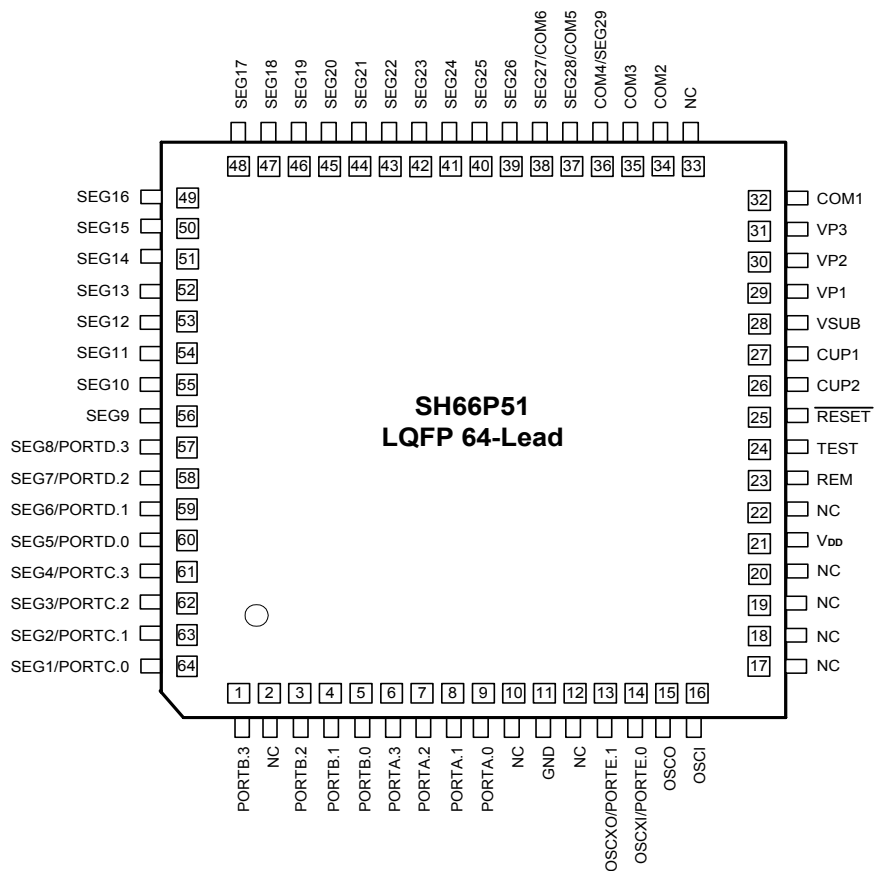 SEG17
SEG18
SEG19
SEG20
SEG21
SEG22
SEG23
SEG24
SEG25
SEG26
SEG27/COM6
SEG28/COM5
COM4/SEG29
COM3
COM2
NC
48 47 46 45 44 43 42 41 40 39 38 37 36 35 34 33
SEG16 49
SEG15 50
SEG14 51
SEG13 52
SEG12 53
SEG11 54
SEG10 55
SEG9 56
SEG8/PORTD.3 57
SEG7/PORTD.2 58
SEG6/PORTD.1 59
SEG5/PORTD.0 60
SEG4/PORTC.3 61
SEG3/PORTC.2 62
SEG2/PORTC.1 63
SEG1/PORTC.0 64
SH66P51
LQFP 64-Lead
32 COM1
31 VP3
30 VP2
29 VP1
28 VSUB
27 CUP1
26 CUP2
25 RESET
24 TEST
23 REM
22 NC
21 VDD
20 NC
19 NC
18 NC
17 NC
1 2 3 4 5 6 7 8 9 10 11 12 13 14 15 16
PORTB.3
NC
PORTB.2
PORTB.1
PORTB.0
PORTA.3
PORTA.2
PORTA.1
PORTA.0
NC
GND
NC
OSCXO/PORTE.1
OSCXI/PORTE.0
OSCO
OSCI